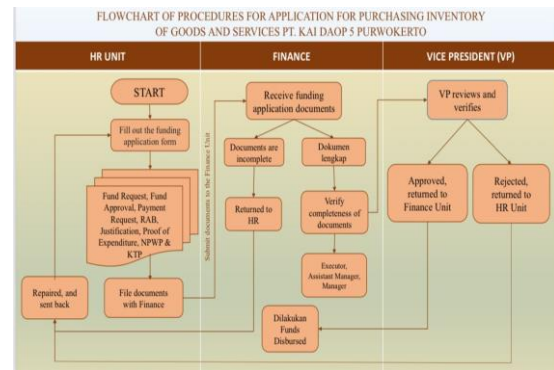 FLOWCHART OF PROCEDURES FOR APPLICATION FOR PURCHASING INVENTORY
OF GOODS AND SERVICES PT. KAI DAOP 5 PURWOKERTO
HR UNIT
FINANCE
VICE PRESIDENT (VP)
START
Fill out the funding
application form
Fund Request, Fund
Approval, Payment
Request, RAB,
Justification, Proof of
Expenditure, NPWP &
KTP
File documents
with Finance
Repaired, and
sent back
Submit documents to the Finance Unit
Receive funding
application documents
Documents are
incomplete
Dokumen
lengkap
Returned to
HR
Verify
completeness of
documents
Executor,
Assistant Manager,
Manager
Dilakukan
Funds
Disbursed
VP reviews and
verifies
Approved,
returned to
Finance Unit
Rejected,
returned to
HR Unit